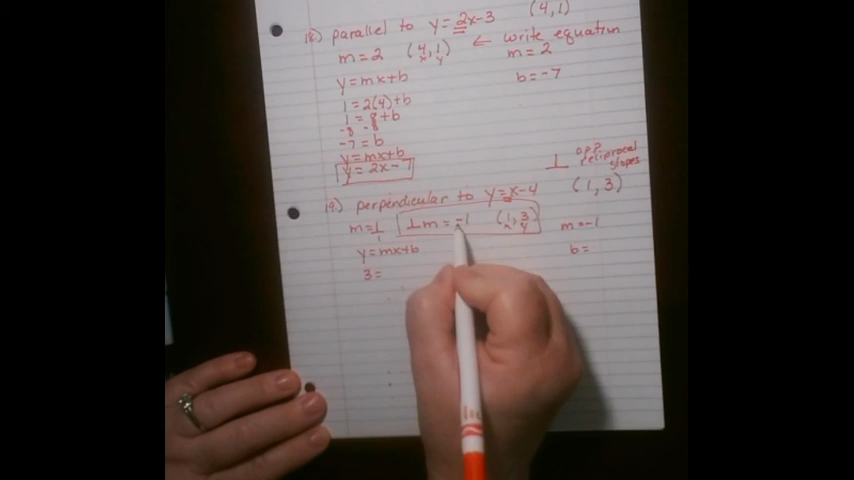 18.) parallel to y = 2x-3 (4,1)
m = 2 (4,1) ← write equation
x y m = 2
y = mx+b b = -7
1 = 2(4)+b
1 = 8+b
-8 -8
-7 = b
y = mx+b
y = 2x-7
⊥ opp. reciprocal slopes
19.) perpendicular to y = x-4 (1,3)
m = 1/1 ⊥m = -1 (1,3) m = -1
x y
y = mx+b b =
3 =